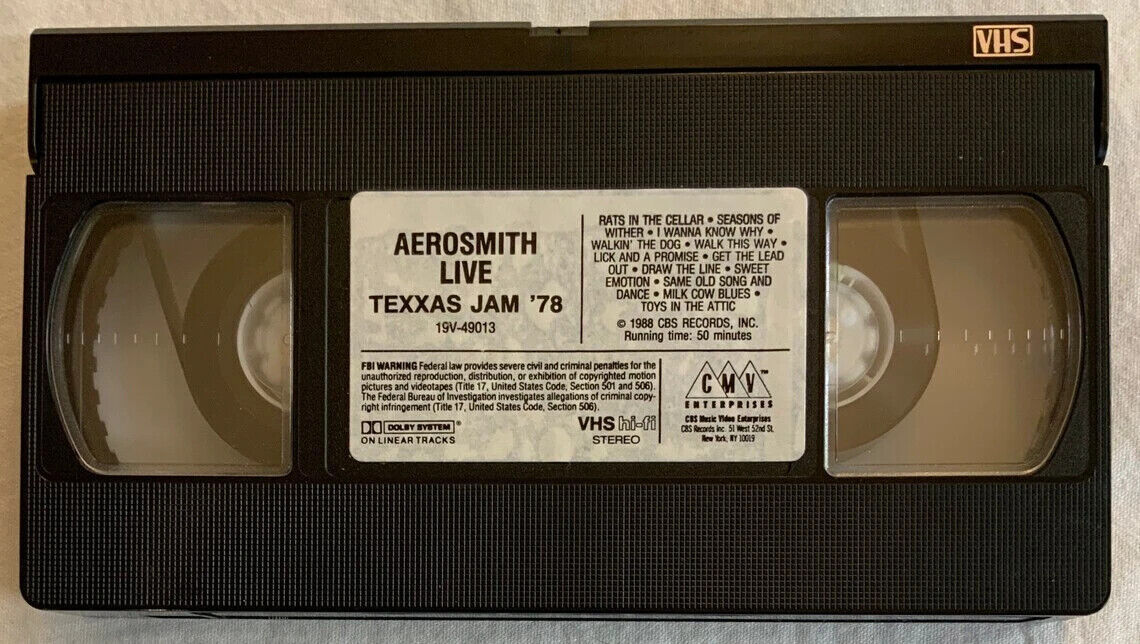 VHS
AEROSMITH
LIVE
TEXXAS JAM '78
19V-49013
RATS IN THE CELLAR • SEASONS OF
WITHER • I WANNA KNOW WHY •
WALKIN' THE DOG • WALK THIS WAY •
LICK AND A PROMISE • GET THE LEAD
OUT • DRAW THE LINE • SWEET
EMOTION • SAME OLD SONG AND
DANCE • MILK COW BLUES •
TOYS IN THE ATTIC
© 1988 CBS RECORDS, INC.
Running time: 50 minutes
FBI WARNING Federal law provides severe civil and criminal penalties for the
unauthorized reproduction, distribution, or exhibition of copyrighted motion
pictures and videotapes (Title 17, United States Code, Section 501 and 506).
The Federal Bureau of Investigation investigates allegations of criminal copy-
right infringement (Title 17, United States Code, Section 506).
DOLBY SYSTEM®
ON LINEAR TRACKS
VHS hi-fi
STEREO
CMV™
ENTERPRISES
CBS Music Video Enterprises
CBS Records Inc. 51 West 52nd St.
New York, NY 10019